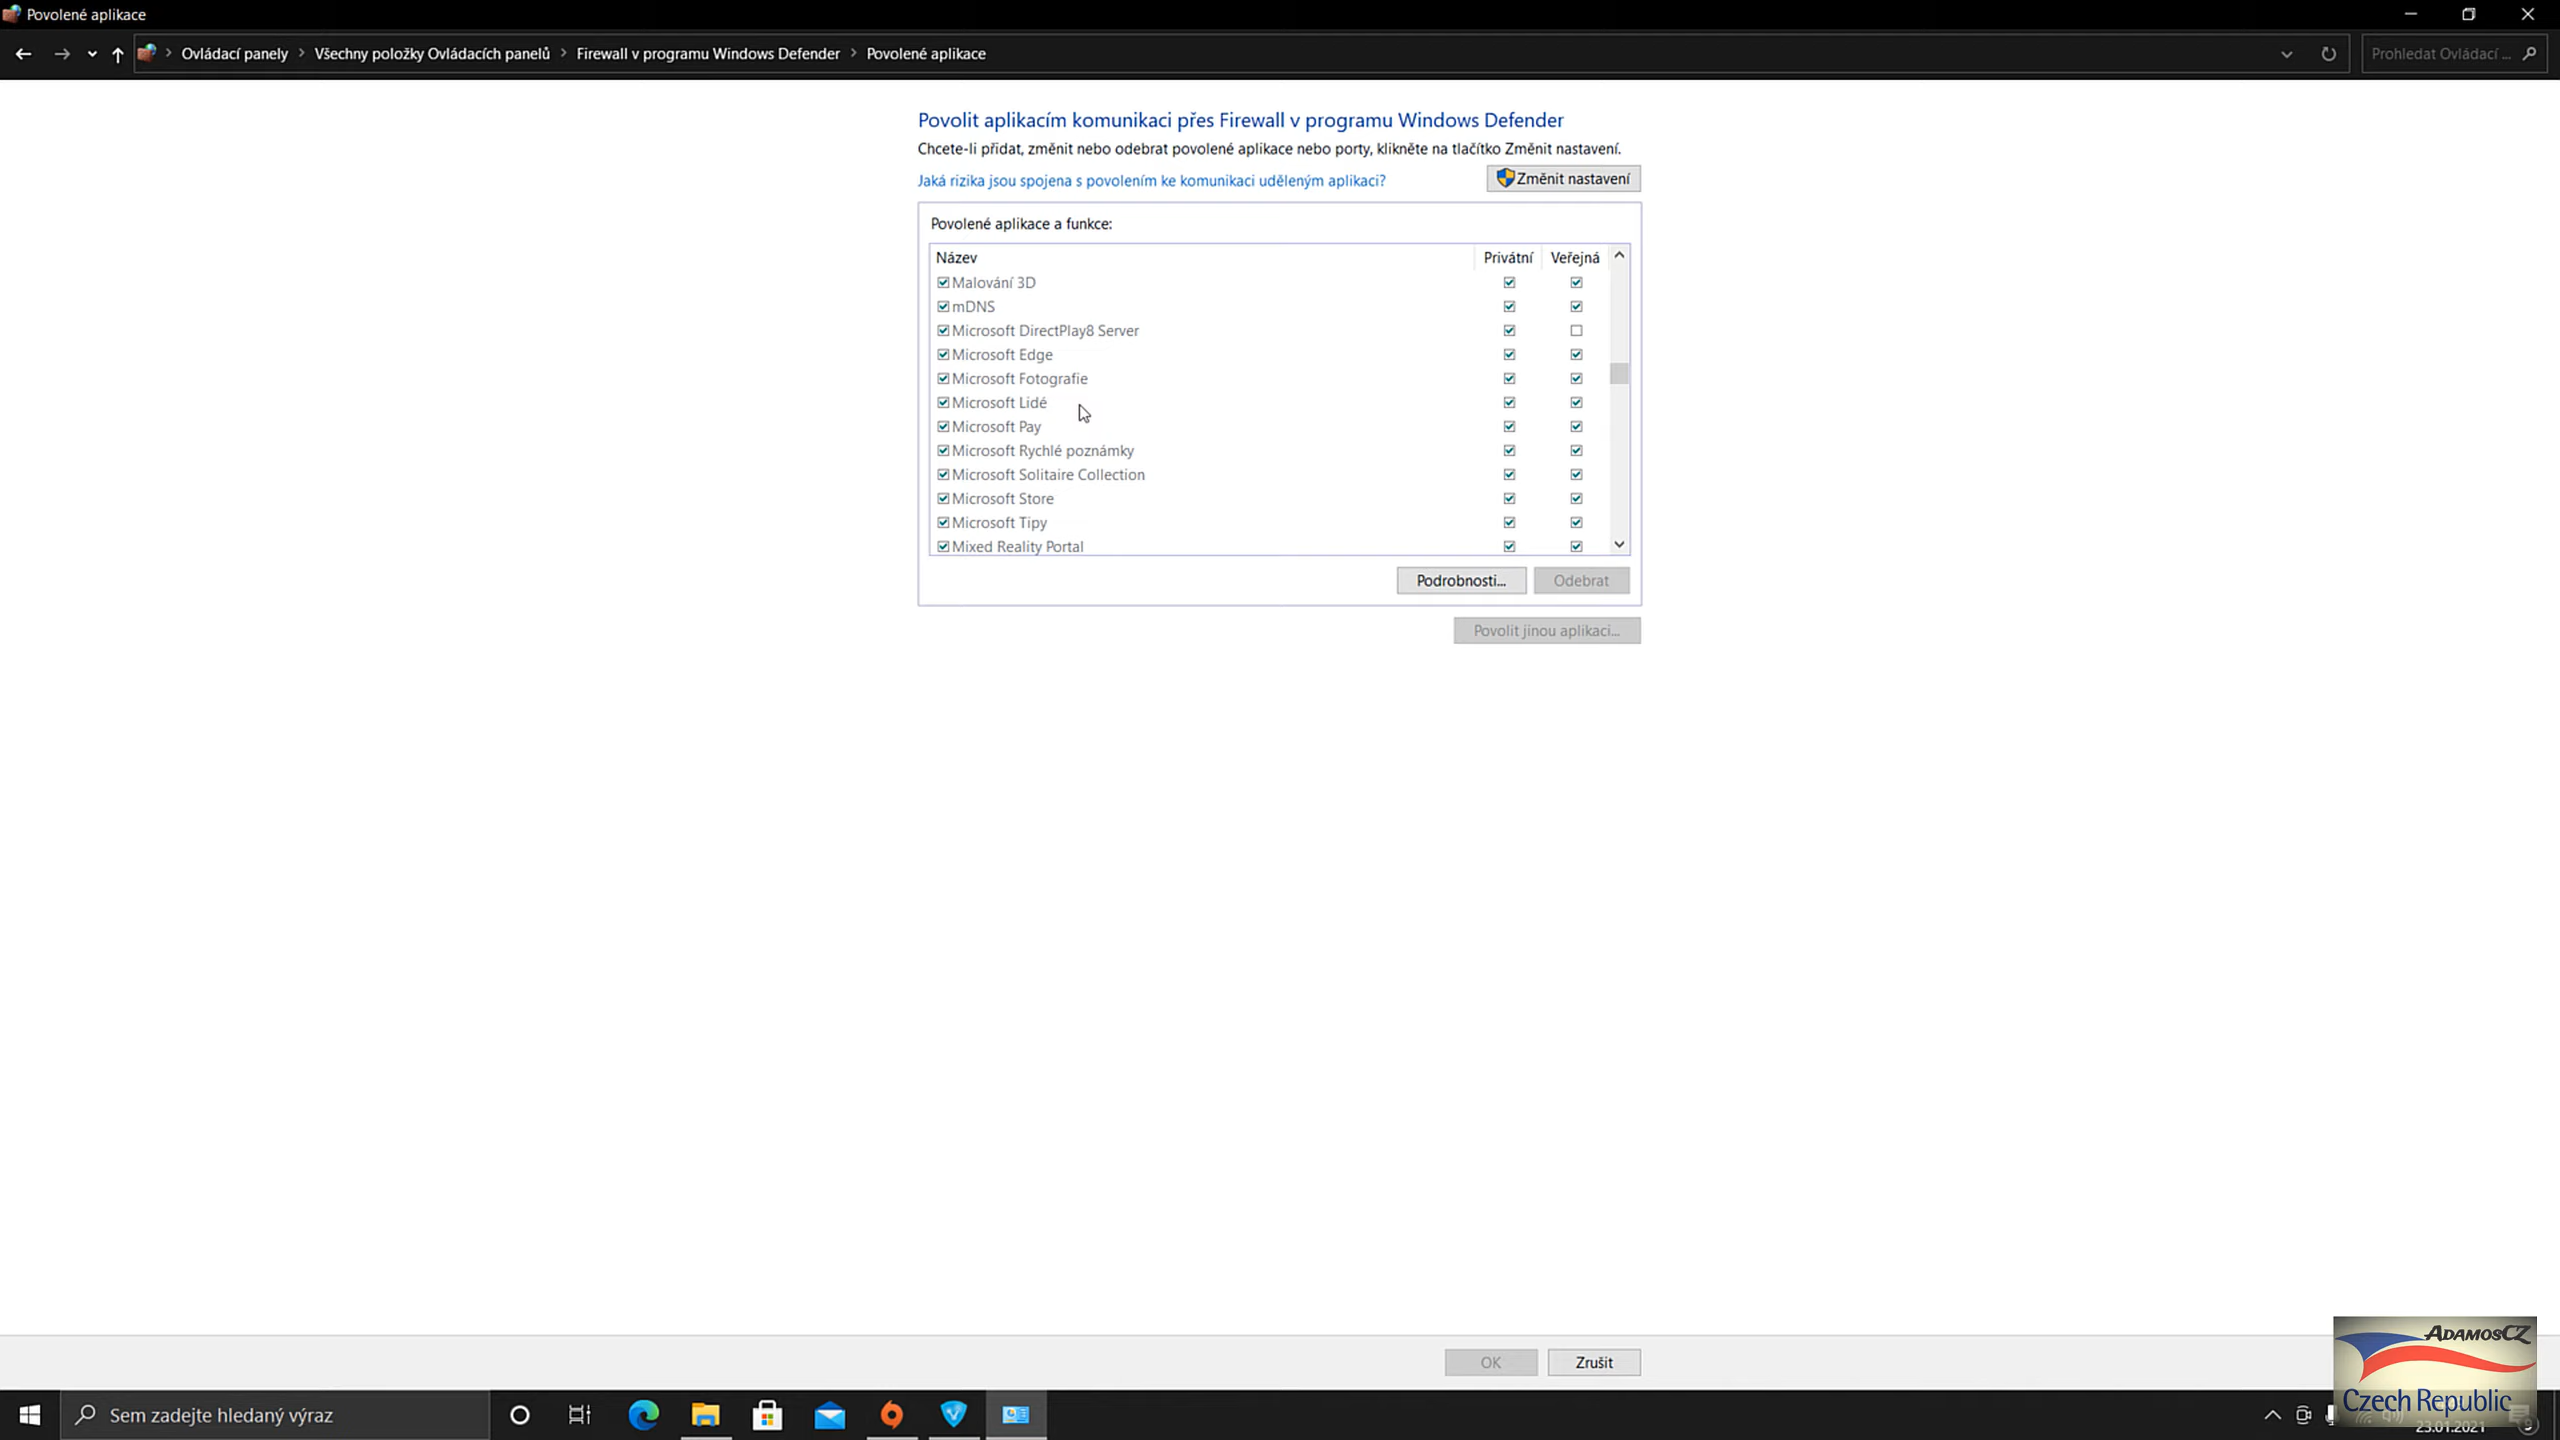 Povolené aplikace
Ovládací panely
Všechny položky Ovládacích panelů
Firewall v programu Windows Defender
Povolené aplikace
Prohledat Ovládací ...
Povolit aplikacím komunikaci přes Firewall v programu Windows Defender
Chcete-li přidat, změnit nebo odebrat povolené aplikace nebo porty, klikněte na tlačítko Změnit nastavení.
Jaká rizika jsou spojena s povolením ke komunikaci uděleným aplikaci?
Změnit nastavení
Povolené aplikace a funkce:
Název Privátní Veřejná
Malování 3D
mDNS
Microsoft DirectPlay8 Server
Microsoft Edge
Microsoft Fotografie
Microsoft Lidé
Microsoft Pay
Microsoft Rychlé poznámky
Microsoft Solitaire Collection
Microsoft Store
Microsoft Tipy
Mixed Reality Portal
Podrobnosti... Odebrat
Povolit jinou aplikaci...
OK Zrušit
AdamosCZ
Czech Republic
Sem zadejte hledaný výraz
23.01.2021
9